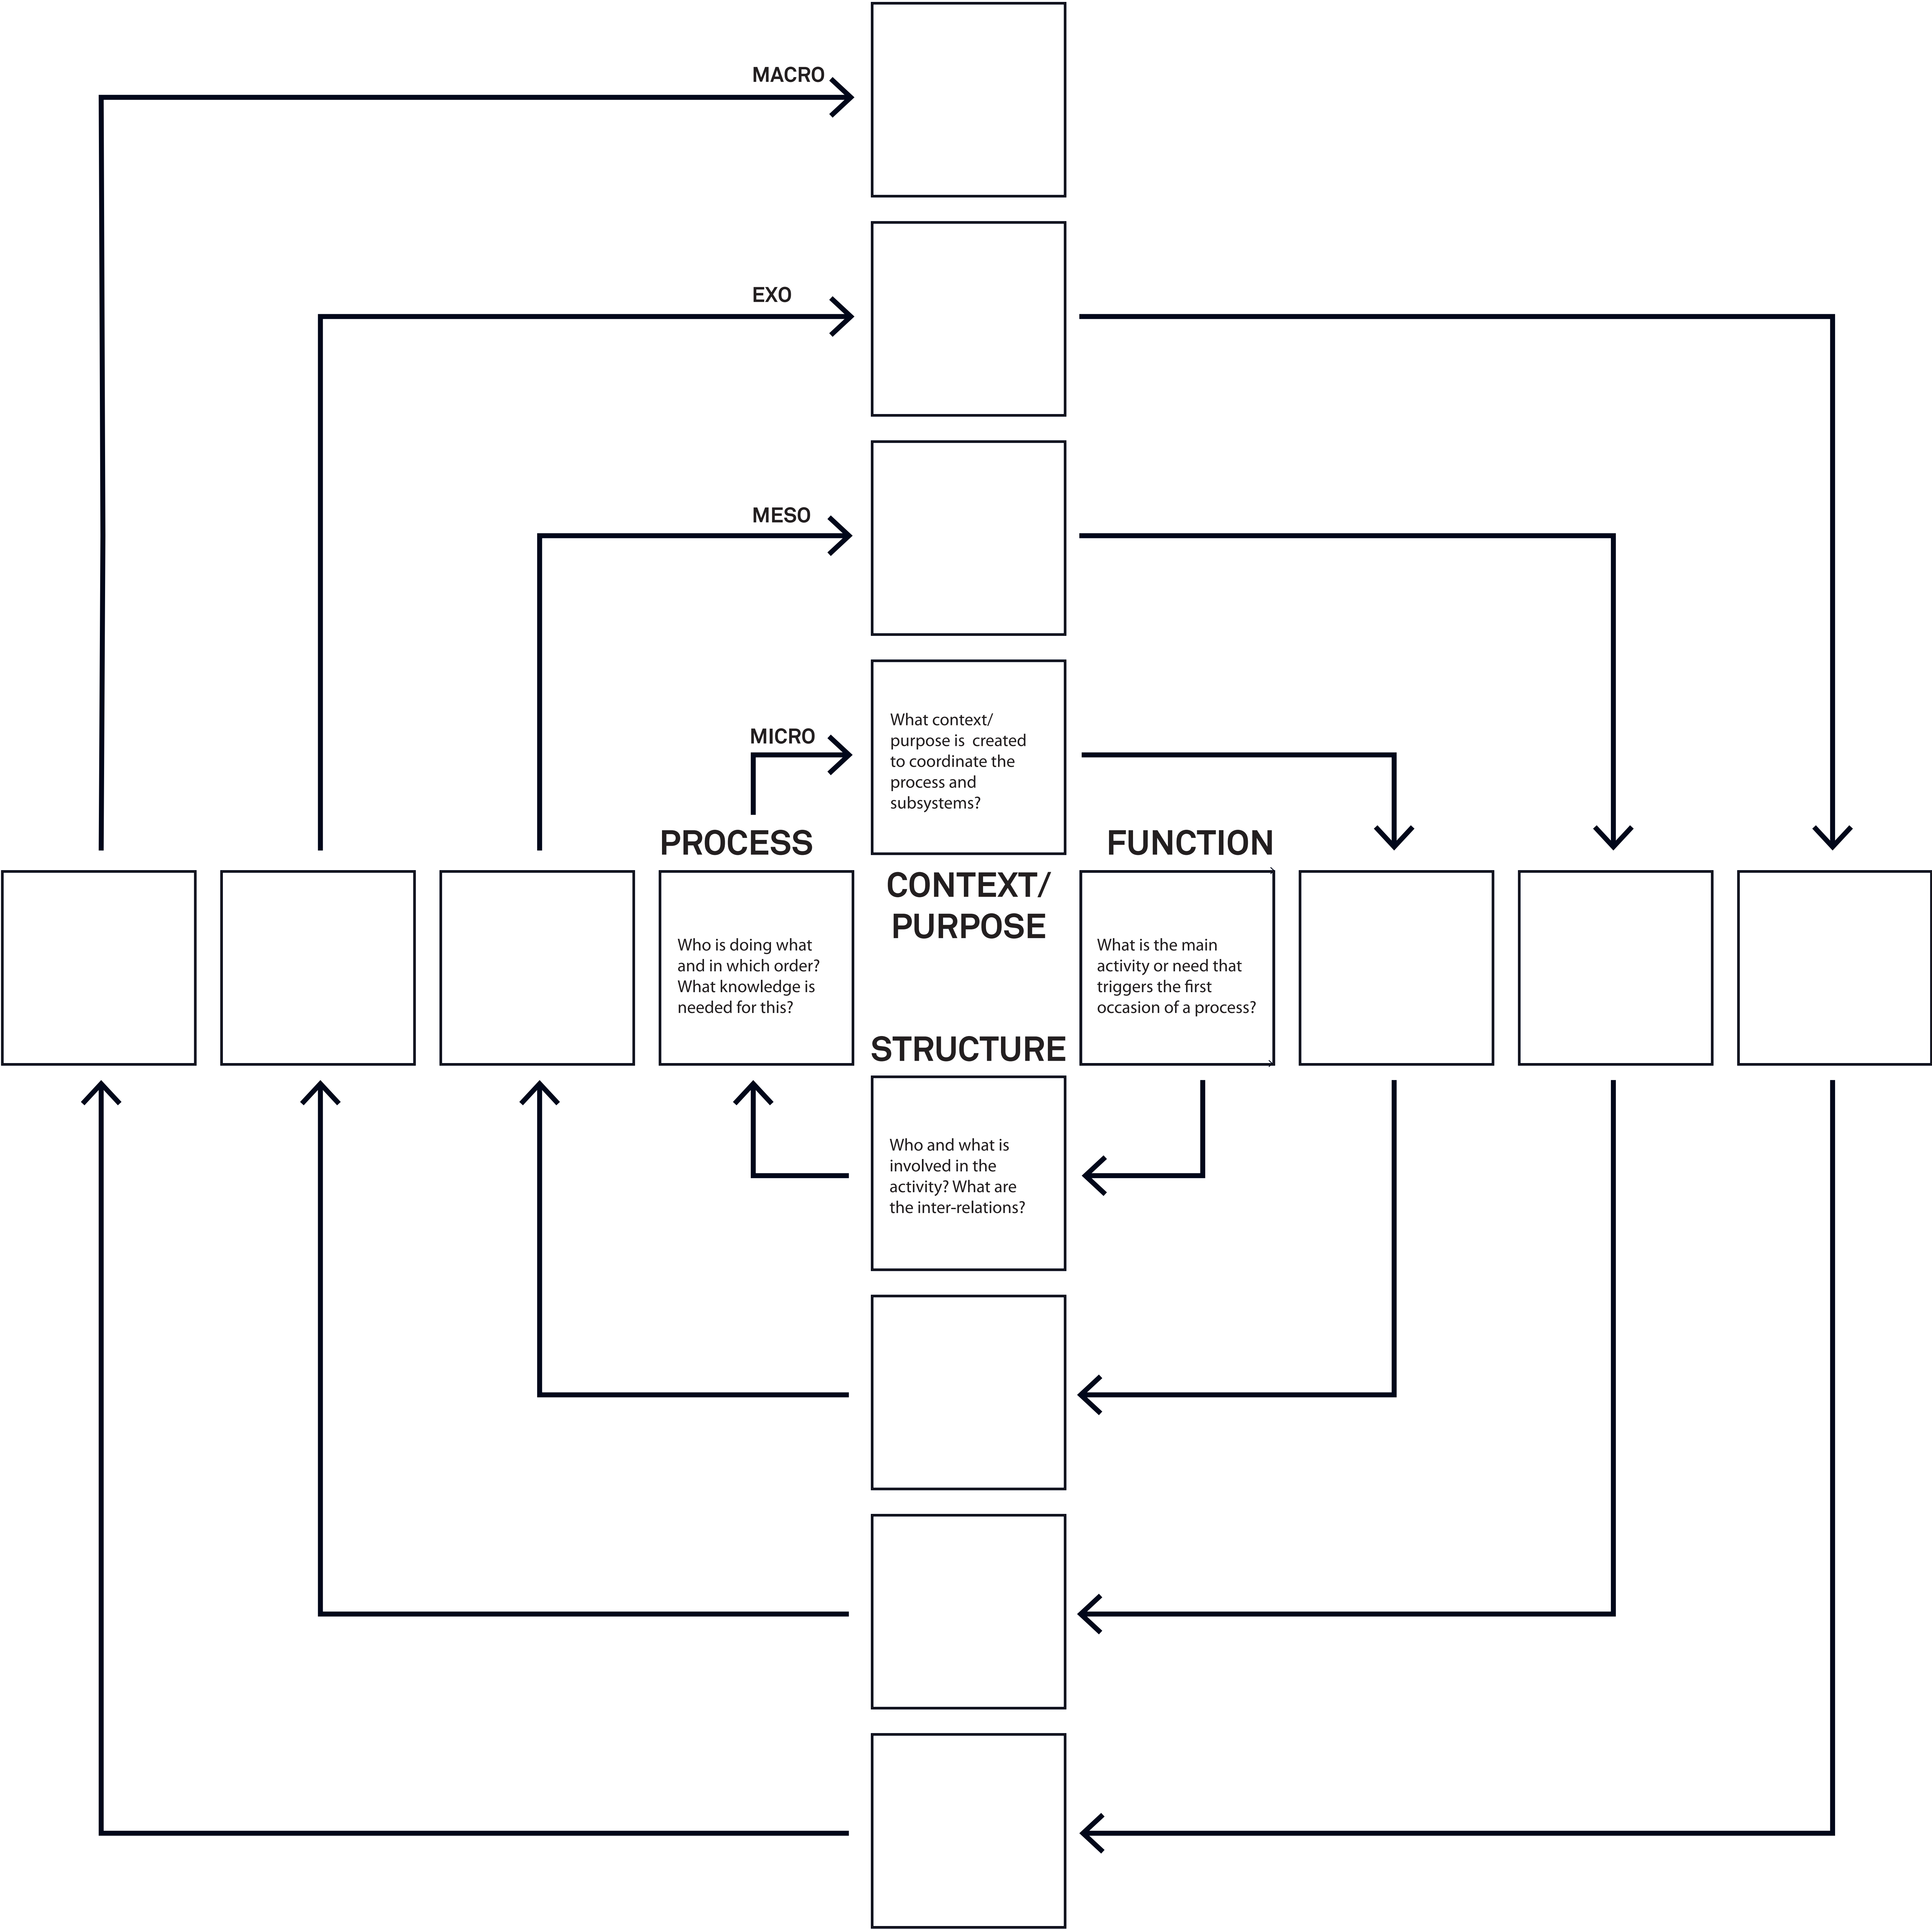 MACRO
EXO
MESO
MICRO
What context/
purpose is  created
to coordinate the
process and
subsystems?
PROCESS
CONTEXT/
PURPOSE
FUNCTION
Who is doing what
and in which order?
What knowledge is
needed for this?
What is the main
activity or need that
triggers the first
occasion of a process?
STRUCTURE
Who and what is
involved in the
activity? What are
the inter-relations?